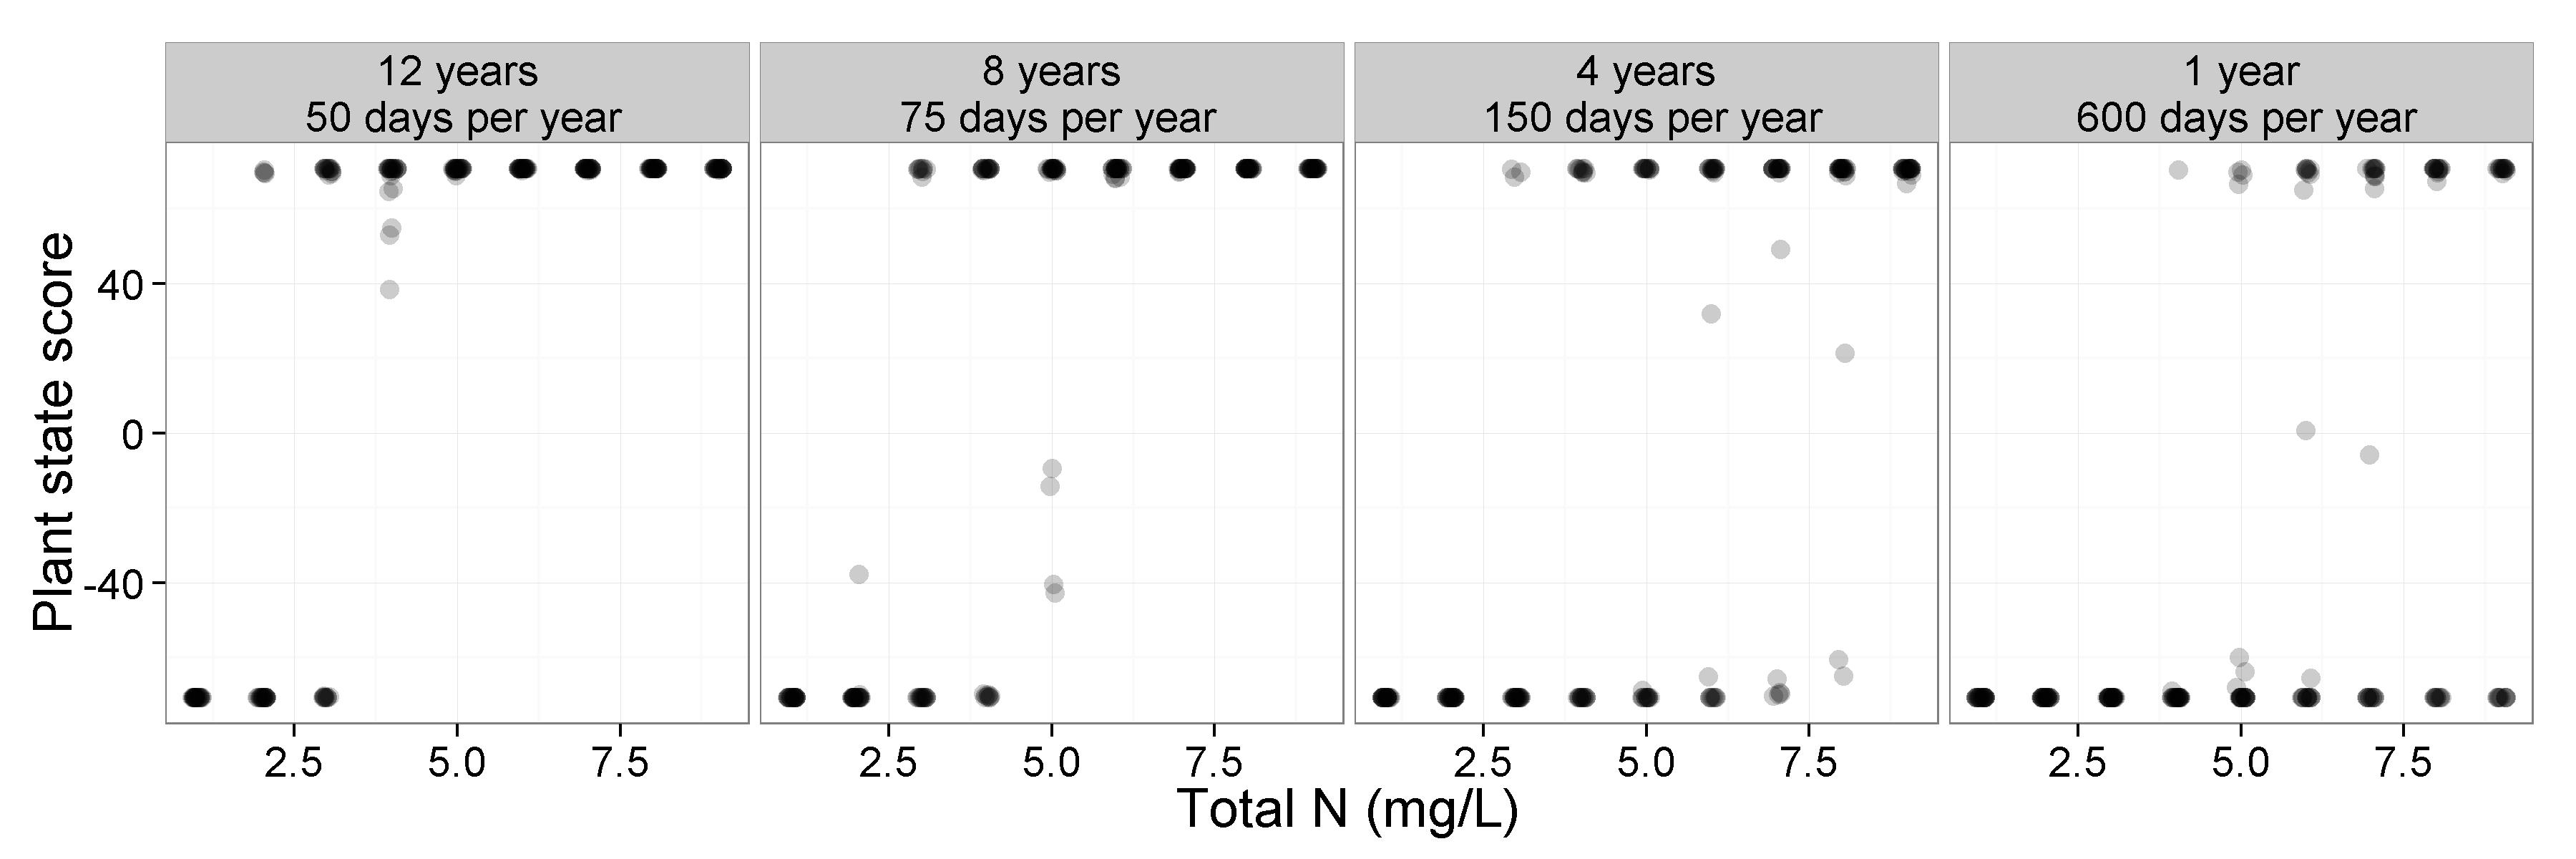 12 years
50 days per year
8 years
75 days per year
4 years
150 days per year
1 year
600 days per year
Plant state score
40
0
-40
2.5 5.0 7.5
2.5 5.0 7.5
2.5 5.0 7.5
2.5 5.0 7.5
Total N (mg/L)